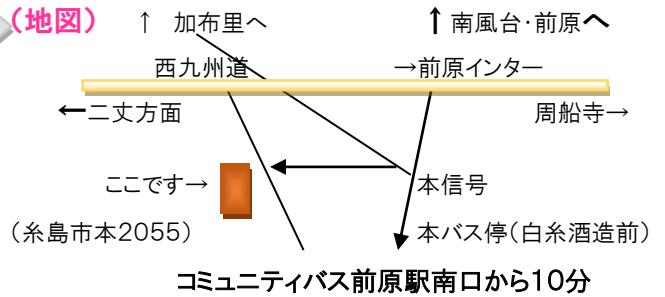 (地図)
↑ 加布里へ
↑ 南風台・前原へ
西九州道
→前原インター
←二丈方面
周船寺→
ここです→
本信号
(糸島市本2055)
本バス停(白糸酒造前)
コミュニティバス前原駅南口から10分